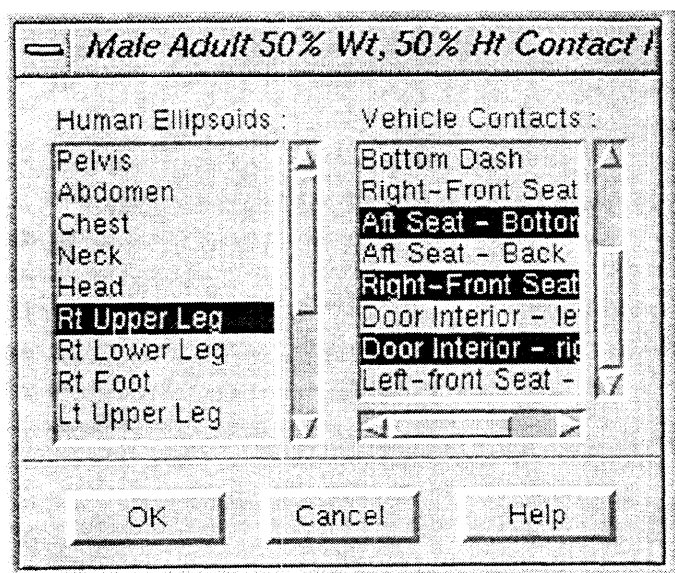 Male Adult 50% Wt, 50% Ht Contact
Human Ellipsoids :
Pelvis
Abdomen
Chest
Neck
Head
Rt Upper Leg
Rt Lower Leg
Rt Foot
Lt Upper Leg
Vehicle Contacts :
Bottom Dash
Right-Front Seat
Aft Seat - Bottom
Aft Seat - Back
Right-Front Seat
Door Interior - le
Door Interior - rig
Left-front Seat -
OK
Cancel
Help